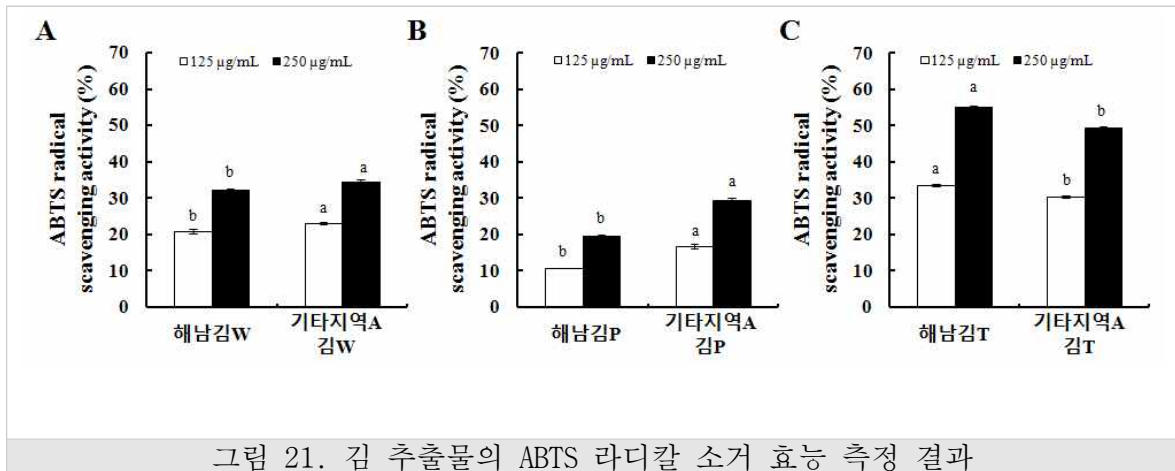 A
ABTS radical
scavenging activity (%)
70
60
50
40
30
20
10
0
□125 µg/mL ■250 µg/mL
b
b
a
a
해남김W
기타지역A
김W
B
ABTS radical
scavenging activity (%)
70
60
50
40
30
20
10
0
□125 µg/mL ■250 µg/mL
b
b
a
a
해남김P
기타지역A
김P
C
ABTS radical
scavenging activity (%)
70
60
50
40
30
20
10
0
□125 µg/mL ■250 µg/mL
a
a
b
b
해남김T
기타지역A
김T
그림 21. 김 추출물의 ABTS 라디칼 소거 효능 측정 결과